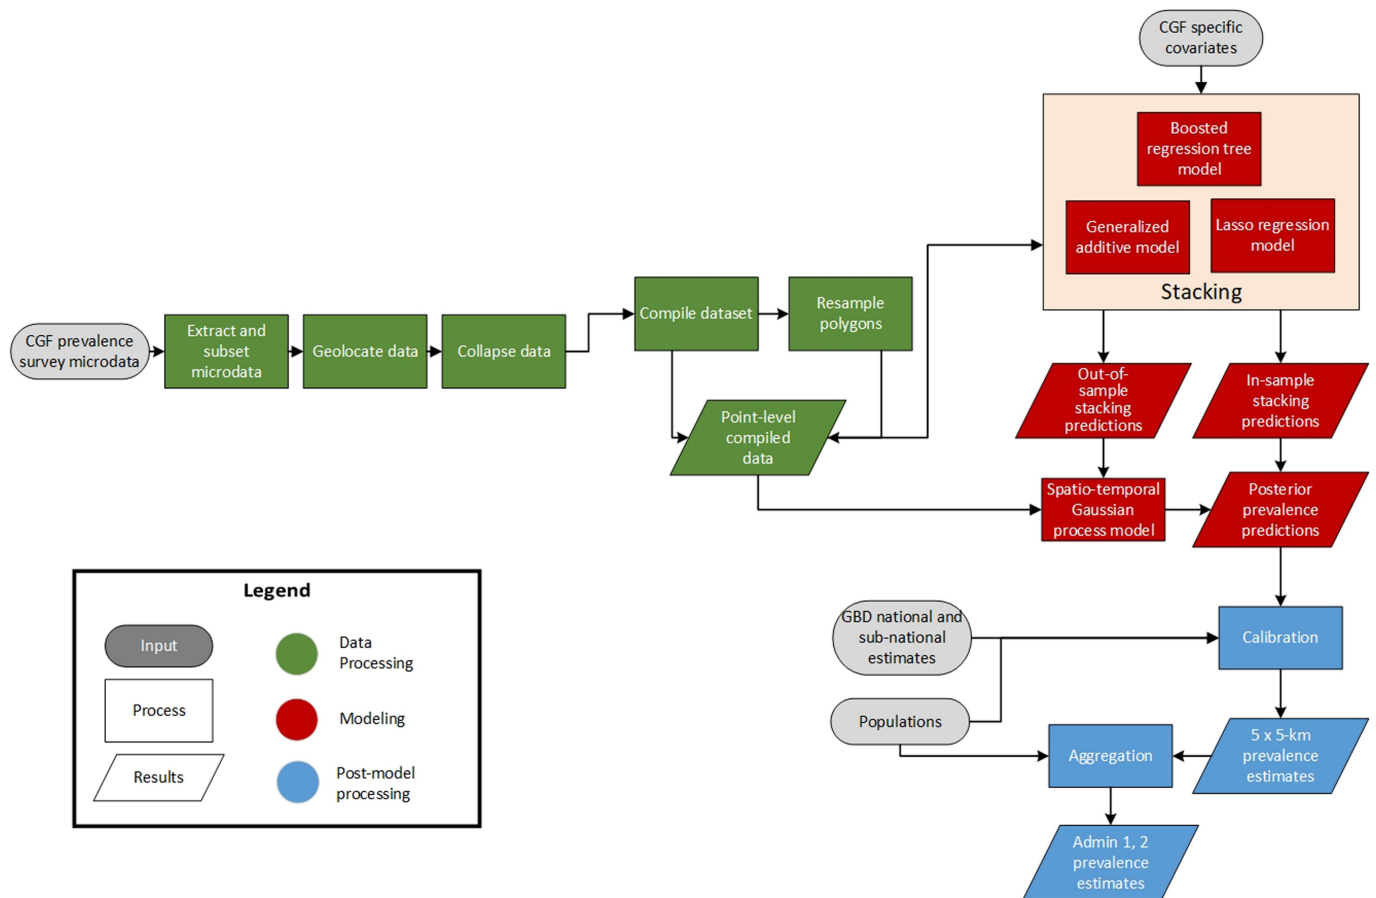 CGF specific
covariates
Boosted
regression tree
model
Generalized
additive model
Lasso regression
model
Stacking
CGF prevalence
survey microdata
Extract and
subset
microdata
Geolocate data
Collapse data
Compile dataset
Resample
polygons
Point-level
compiled
data
Out-of-
sample
stacking
predictions
In-sample
stacking
predictions
Spatio-temporal
Gaussian
process model
Posterior
prevalence
predictions
GBD national and
sub-national
estimates
Calibration
Populations
Aggregation
5 x 5-km
prevalence
estimates
Admin 1, 2
prevalence
estimates
Legend
Input
Process
Results
Data
Processing
Modeling
Post-model
processing